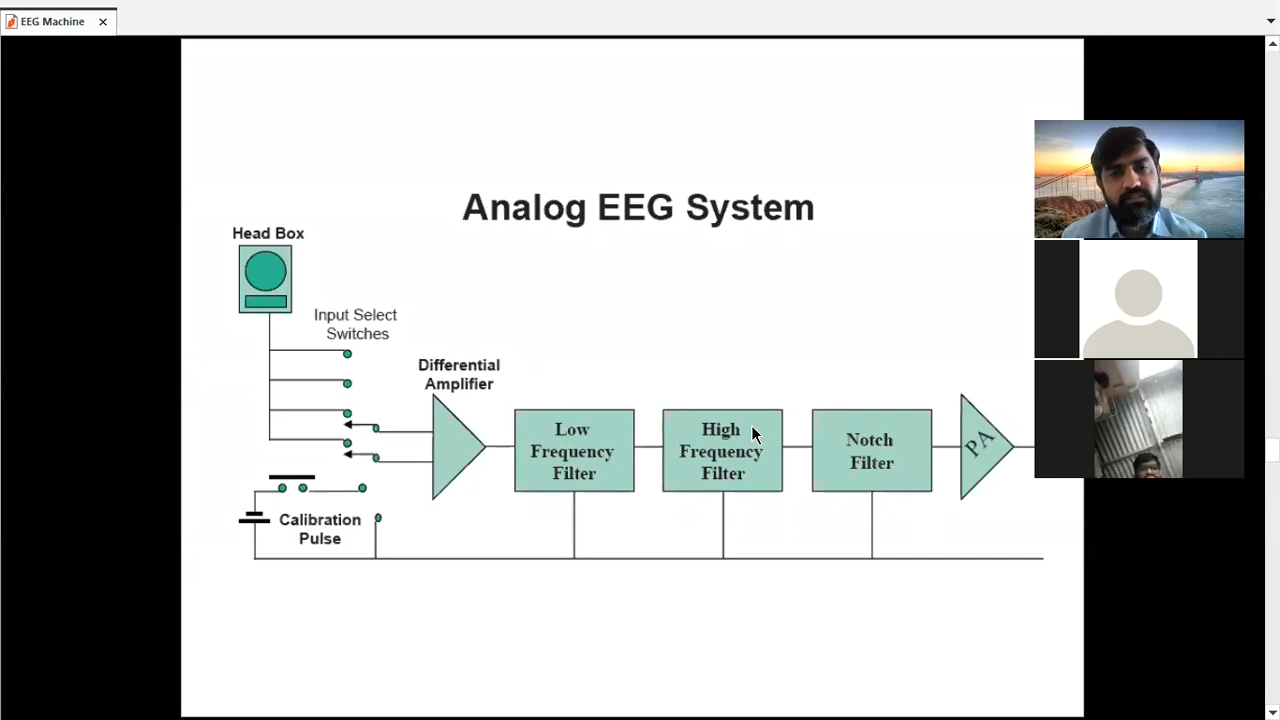 EEG Machine
Analog EEG System
Head Box
Input Select
Switches
Differential
Amplifier
Low
Frequency
Filter
High
Frequency
Filter
Notch
Filter
PA
Calibration
Pulse